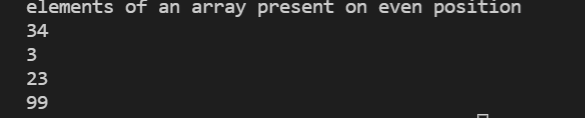 elements of an array present on even position
34
3
23
99